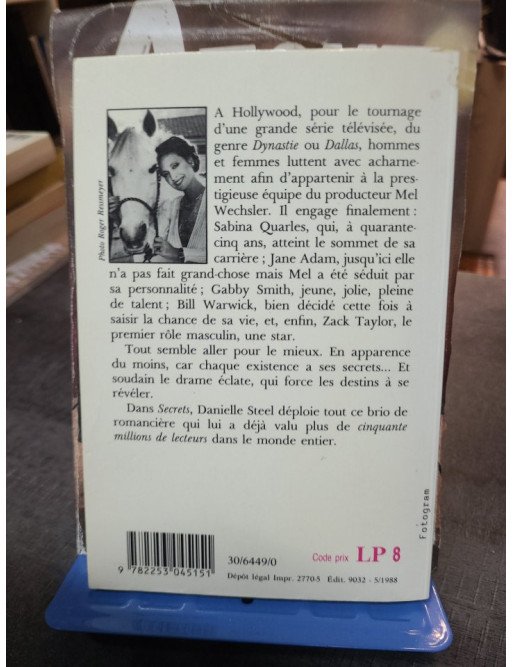 A Hollywood, pour le tournage
d'une grande série télévisée, du
genre Dynastie ou Dallas, hommes
et femmes luttent avec acharne-
ment afin d'appartenir à la pres-
tigieuse équipe du producteur Mel
Wechsler. Il engage finalement :
Sabina Quarles, qui, à quarante-
cinq ans, atteint le sommet de sa
carrière ; Jane Adam, jusqu'ici elle
n'a pas fait grand-chose mais Mel a été séduit par
sa personnalité ; Gabby Smith, jeune, jolie, pleine
de talent ; Bill Warwick, bien décidé cette fois à
saisir la chance de sa vie, et, enfin, Zack Taylor, le
premier rôle masculin, une star.
Tout semble aller pour le mieux. En apparence
du moins, car chaque existence a ses secrets... Et
soudain le drame éclate, qui force les destins à se
révéler.
Dans Secrets, Danielle Steel déploie tout ce brio de
romancière qui lui a déjà valu plus de cinquante
millions de lecteurs dans le monde entier.
Photo Roger Ressmeyer
Fotogram
30/6449/0
Code prix LP 8
9 782253 045151
Dépôt légal Impr. 2770-5 Édit. 9032 - 5/1988